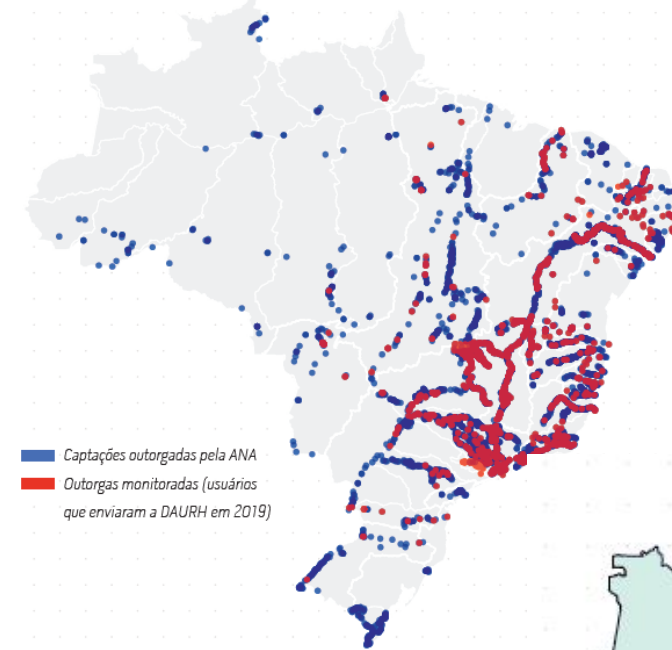 Captações outorgadas pela ANA
Outorgas monitoradas (usuários
que enviaram a DAURH em 2019)